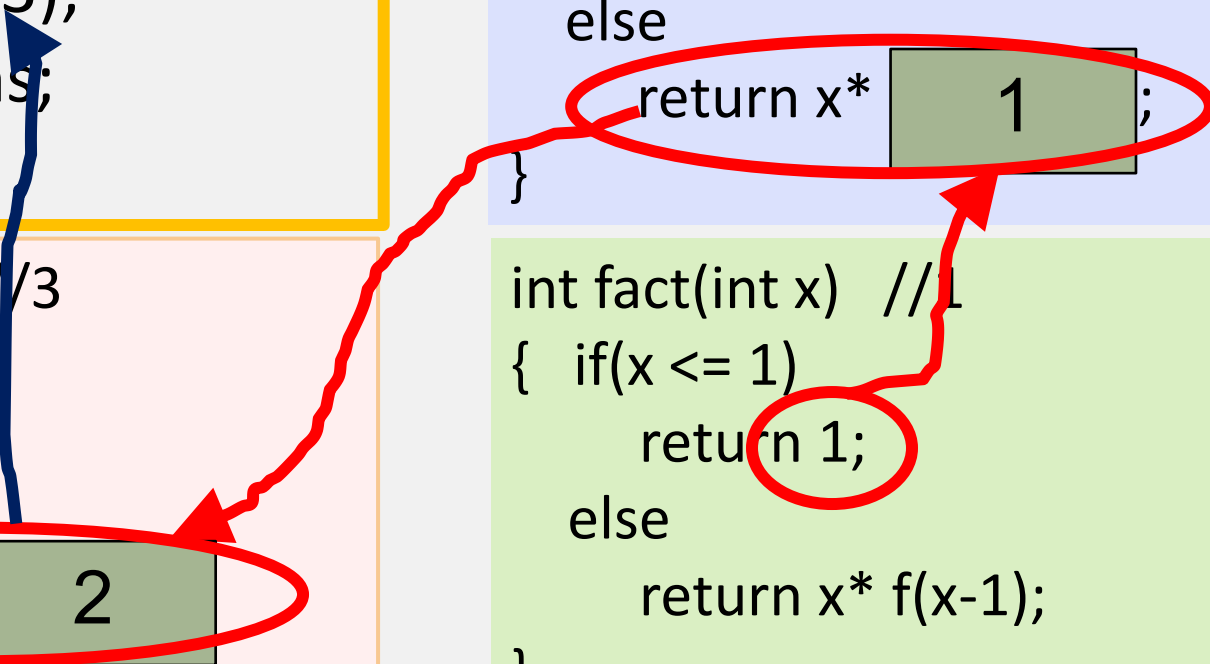 else
return x* 1 ;
}
//3
2
int fact(int x) //1
{ if(x <= 1)
return 1;
else
return x* f(x-1);
}